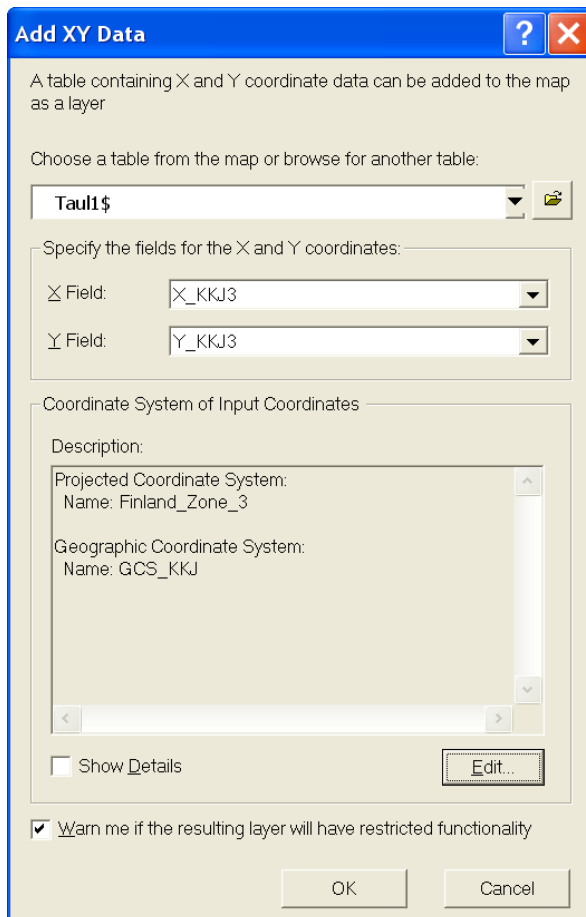 Add XY Data
?
A table containing X and Y coordinate data can be added to the map
as a layer
Choose a table from the map or browse for another table:
Taul1$
Specify the fields for the X and Y coordinates:
X Field:
X_KKJ3
Y Field:
Y_KKJ3
Coordinate System of Input Coordinates
Description:
Projected Coordinate System:
Name: Finland_Zone_3
Geographic Coordinate System:
Name: GCS_KKJ
Show Details
Edit...
Warn me if the resulting layer will have restricted functionality
OK
Cancel